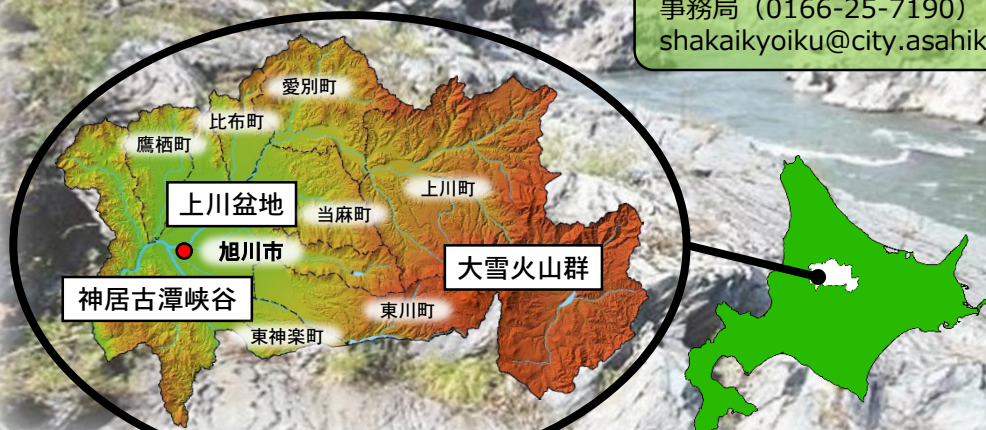 事務局（0166-25-7190）
shakaikyoiku@city.asahik
愛別町
比布町
鷹栖町
上川町
上川盆地
当麻町
旭川市
大雪火山群
神居古潭峡谷
東川町
東神楽町